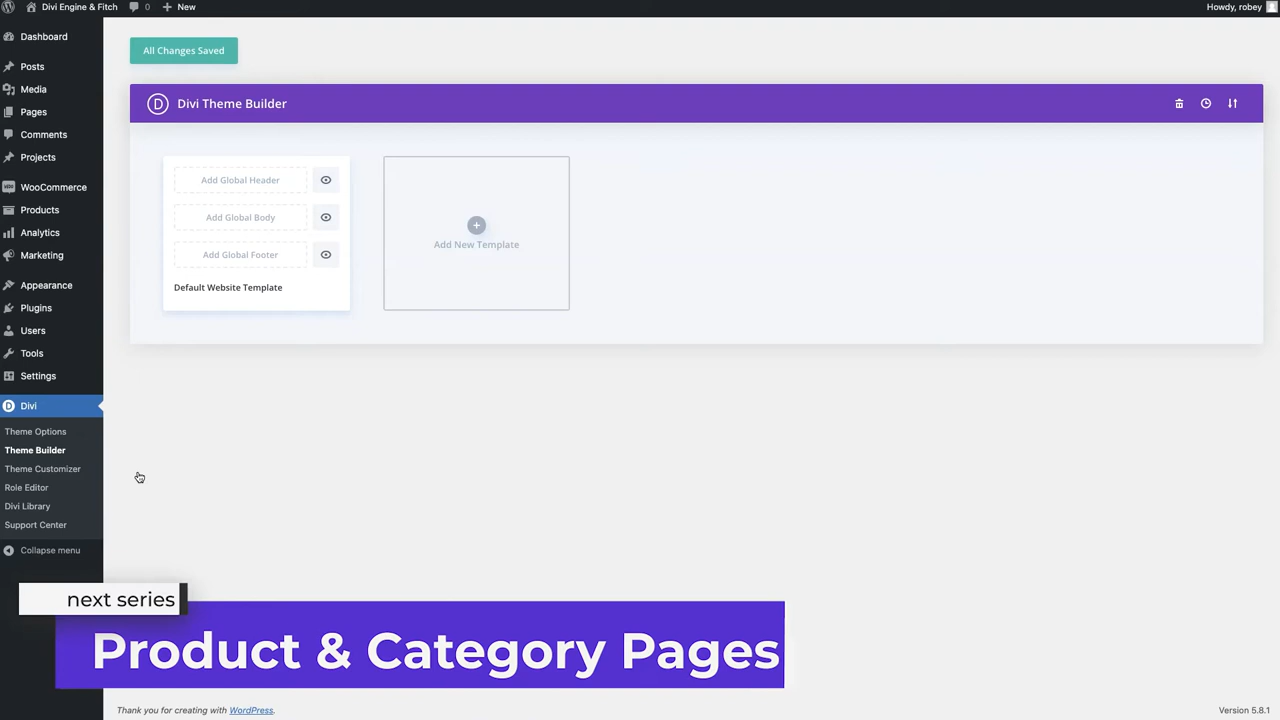 Divi Engine & Fitch
0
New
Howdy, robey
Dashboard
Posts
Media
Pages
Comments
Projects
WooCommerce
Products
Analytics
Marketing
Appearance
Plugins
Users
Tools
Settings
Divi
Theme Options
Theme Builder
Theme Customizer
Role Editor
Divi Library
Support Center
Collapse menu
All Changes Saved
D Divi Theme Builder
Add Global Header
Add Global Body
Add Global Footer
Default Website Template
Add New Template
next series
Product & Category Pages
Thank you for creating with WordPress.
Version 5.8.1